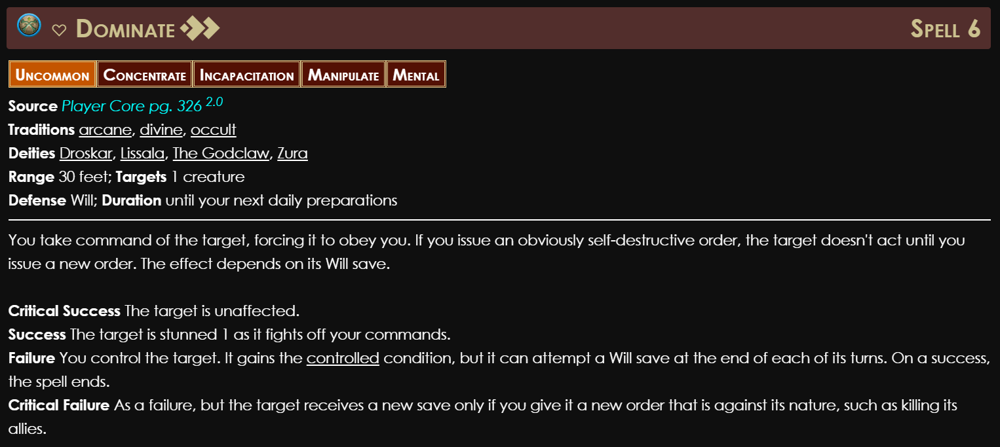 Dominate Spell 6
Uncommon Concentrate Incapacitation Manipulate Mental
Source Player Core pg. 326 2.0
Traditions arcane, divine, occult
Deities Droskar, Lissala, The Godclaw, Zura
Range 30 feet; Targets 1 creature
Defense Will; Duration until your next daily preparations
You take command of the target, forcing it to obey you. If you issue an obviously self-destructive order, the target doesn't act until you
issue a new order. The effect depends on its Will save.
Critical Success The target is unaffected.
Success The target is stunned 1 as it fights off your commands.
Failure You control the target. It gains the controlled condition, but it can attempt a Will save at the end of each of its turns. On a success,
the spell ends.
Critical Failure As a failure, but the target receives a new save only if you give it a new order that is against its nature, such as killing its
allies.